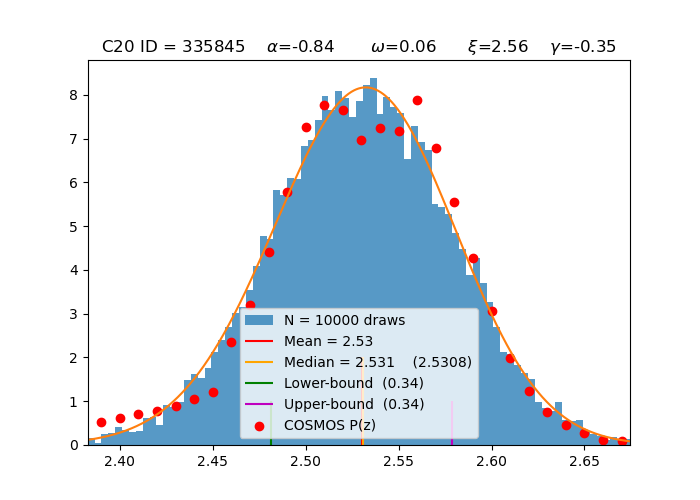 C20 ID = 335845 α=-0.84 ω=0.06 ξ=2.56 γ=-0.35
8
7
6
5
4
3
2
1
0
N = 10000 draws
Mean = 2.53
Median = 2.531 (2.5308)
Lower-bound (0.34)
Upper-bound (0.34)
COSMOS P(z)
2.40 2.45 2.50 2.55 2.60 2.65